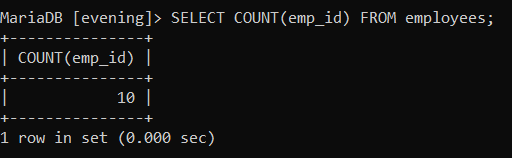 MariaDB [evening]> SELECT COUNT(emp_id) FROM employees;
+---------------+
| COUNT(emp_id) |
+---------------+
|            10 |
+---------------+
1 row in set (0.000 sec)